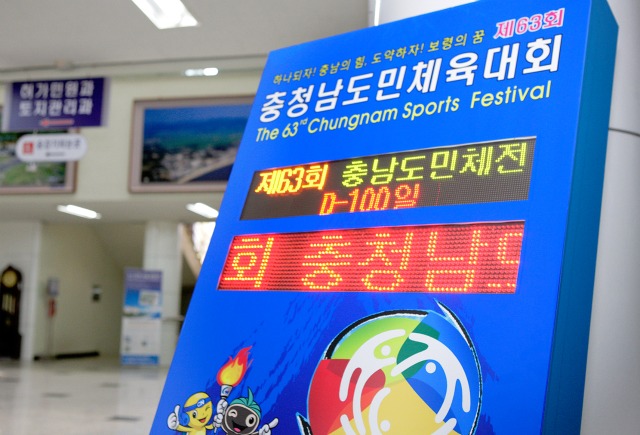 제63회
하나되자! 충남의 힘, 도약하자! 보령의 꿈
충청남도민체육대회
The 63rd Chungnam Sports Festival
제63회 충남도민체전
D-100일
회 충청남도
허가민원과
토지관리과